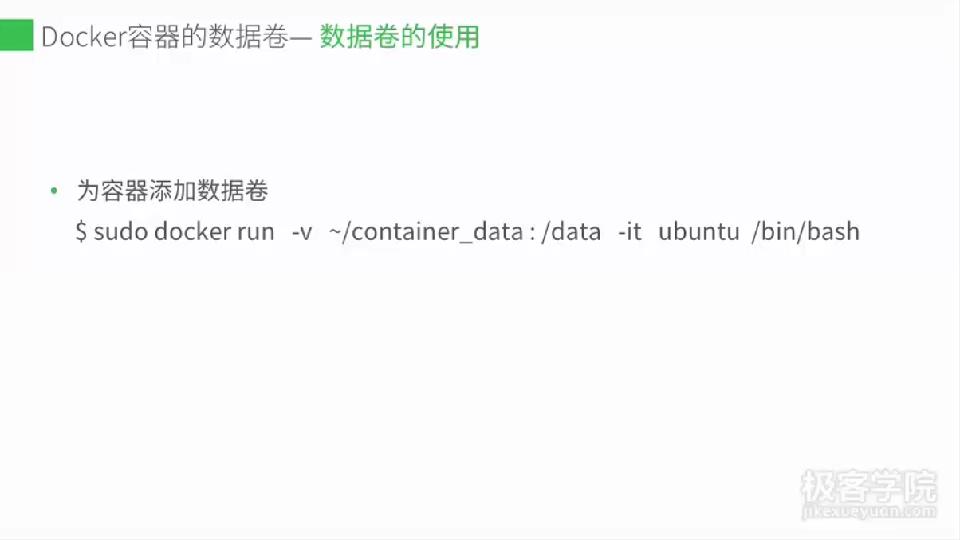 Docker容器的数据卷— 数据卷的使用
• 为容器添加数据卷
$ sudo docker run -v ~/container_data : /data -it ubuntu /bin/bash
极客学院
jikexueyuan.com